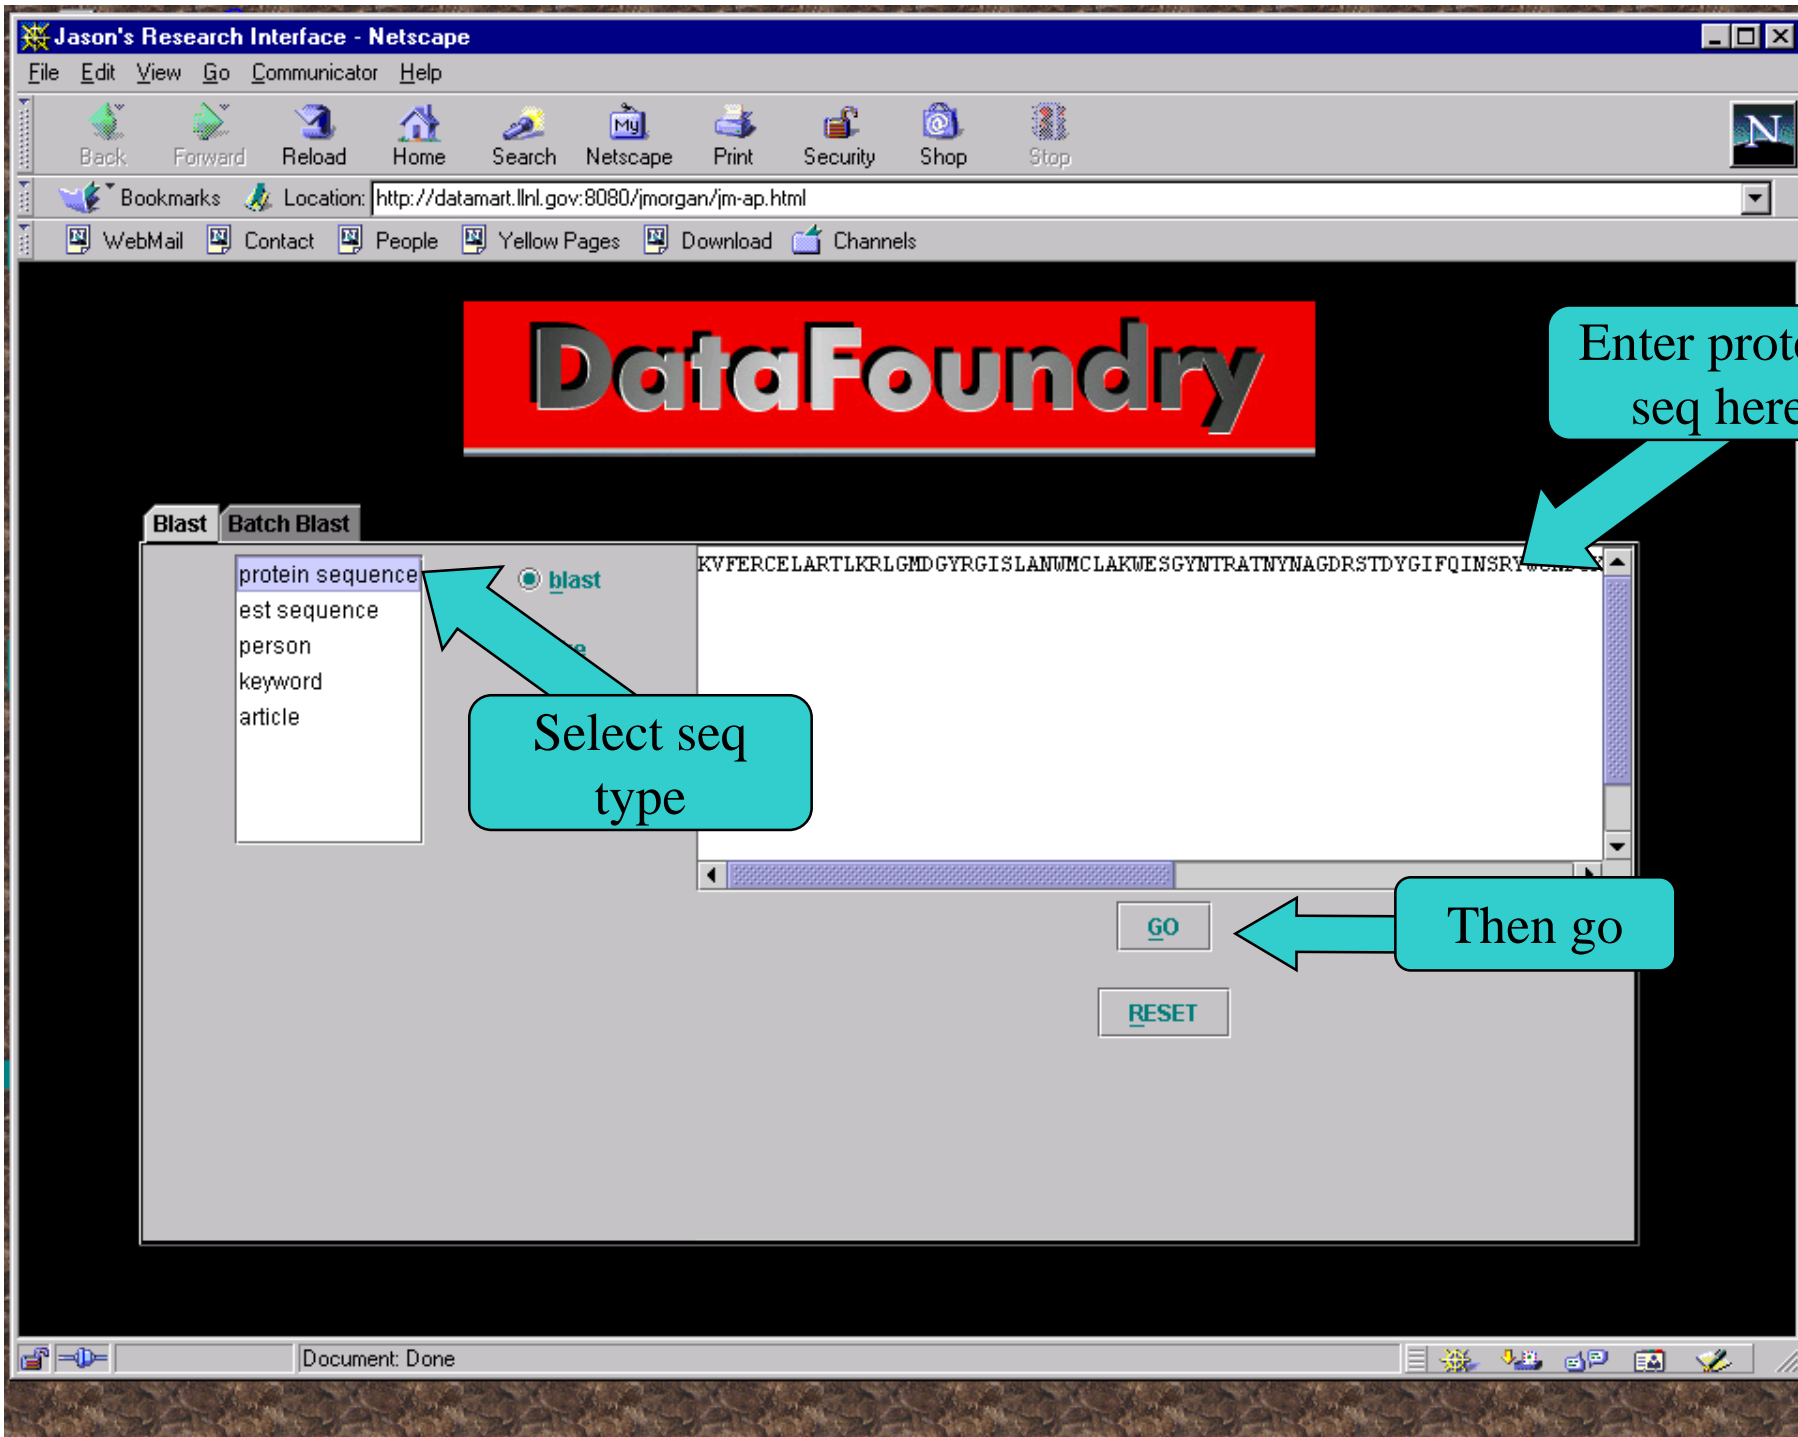 Jason's Research Interface - Netscape
File Edit View Go Communicator Help
Back Forward Reload Home Search My Netscape Print Security Shop Stop
N
Bookmarks Location: http://datamart.llnl.gov:8080/jmorgan/jm-ap.html
WebMail Contact People Yellow Pages Download Channels
DataFoundry
Enter
seq here
Blast Batch Blast
protein sequence
est sequence
person
keyword
article
blast
KVFERCELARTLKRLGMDGYRGISLANWMCLAKWESGYNTRATNYNAGDRSTDYGIFQINSRY
Select seq
type
GO
Then go
RESET
Document: Done